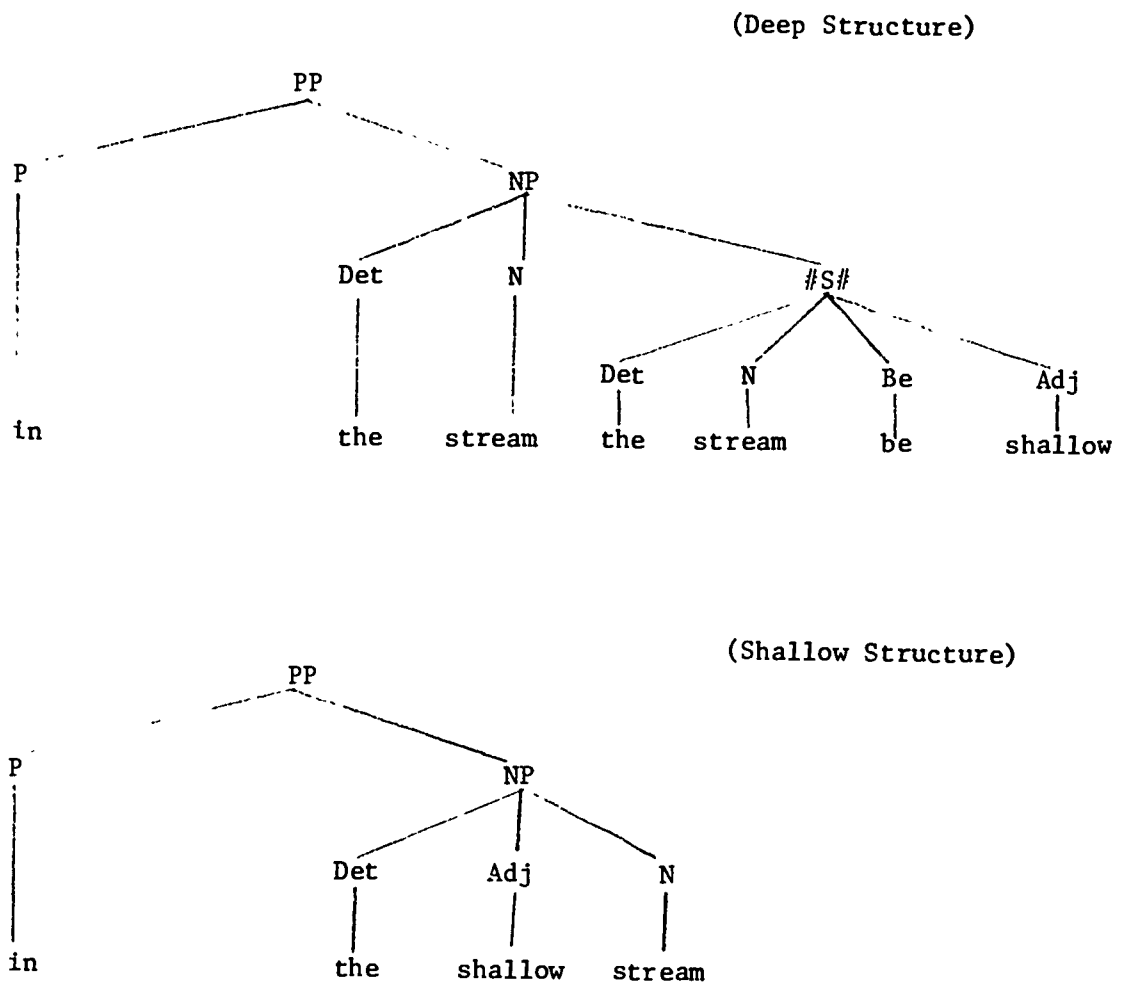 (Deep Structure)
PP
P NP
Det N #S#
Det N Be Adj
in the stream the stream be shallow
(Shallow Structure)
PP
P NP
Det Adj N
in the shallow stream